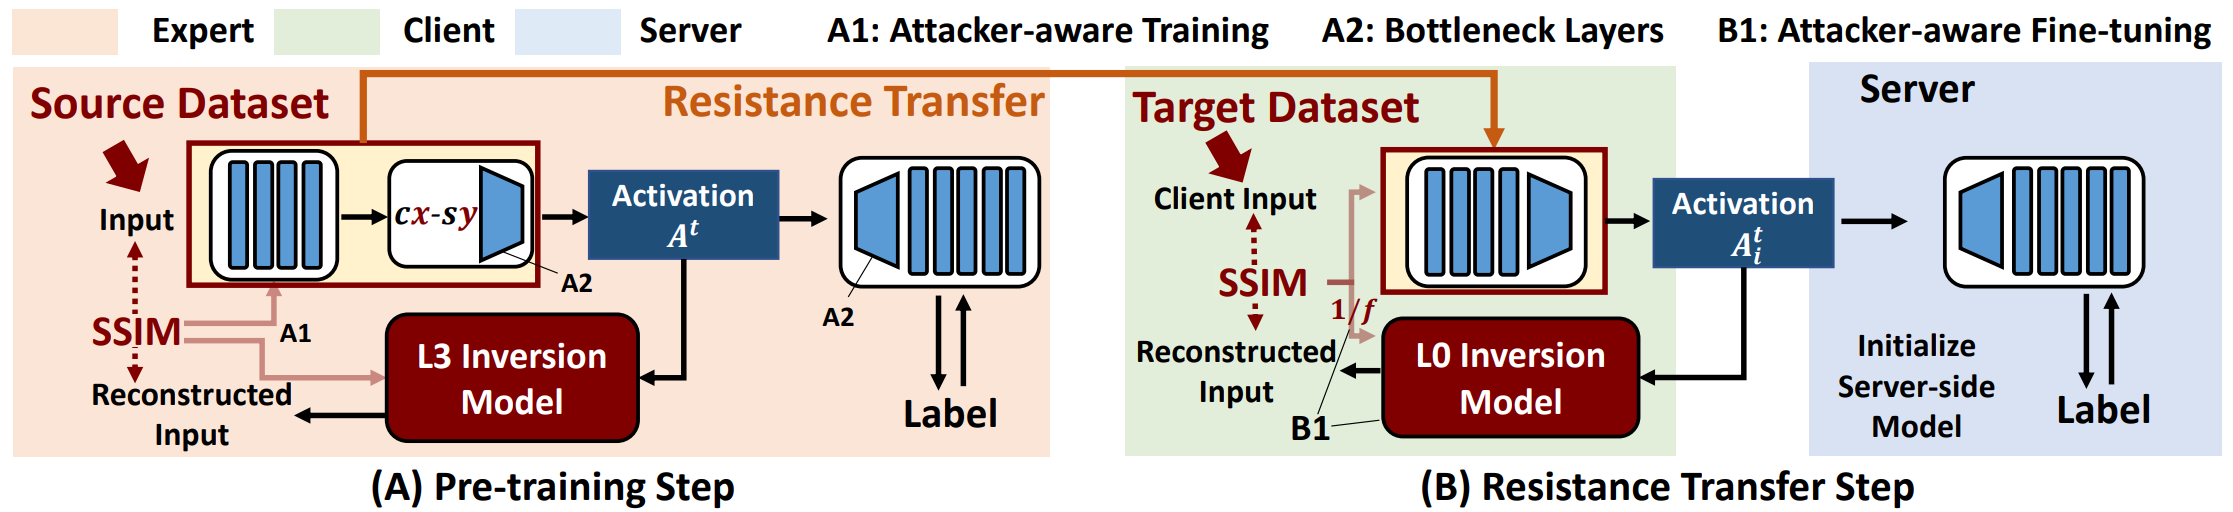 Expert
Client
Server
A1: Attacker-aware Training
A2: Bottleneck Layers
B1: Attacker-aware Fine-tuning
Source Dataset
Resistance Transfer
Input
cx-sy
A2
Activation
A^t
A2
SSIM
A1
L3 Inversion
Model
Reconstructed
Input
Label
(A) Pre-training Step
Target Dataset
Client Input
SSIM
1/f
Reconstructed
Input
B1
L0 Inversion
Model
Activation
A_i^t
Server
Initialize
Server-side
Model
Label
(B) Resistance Transfer Step